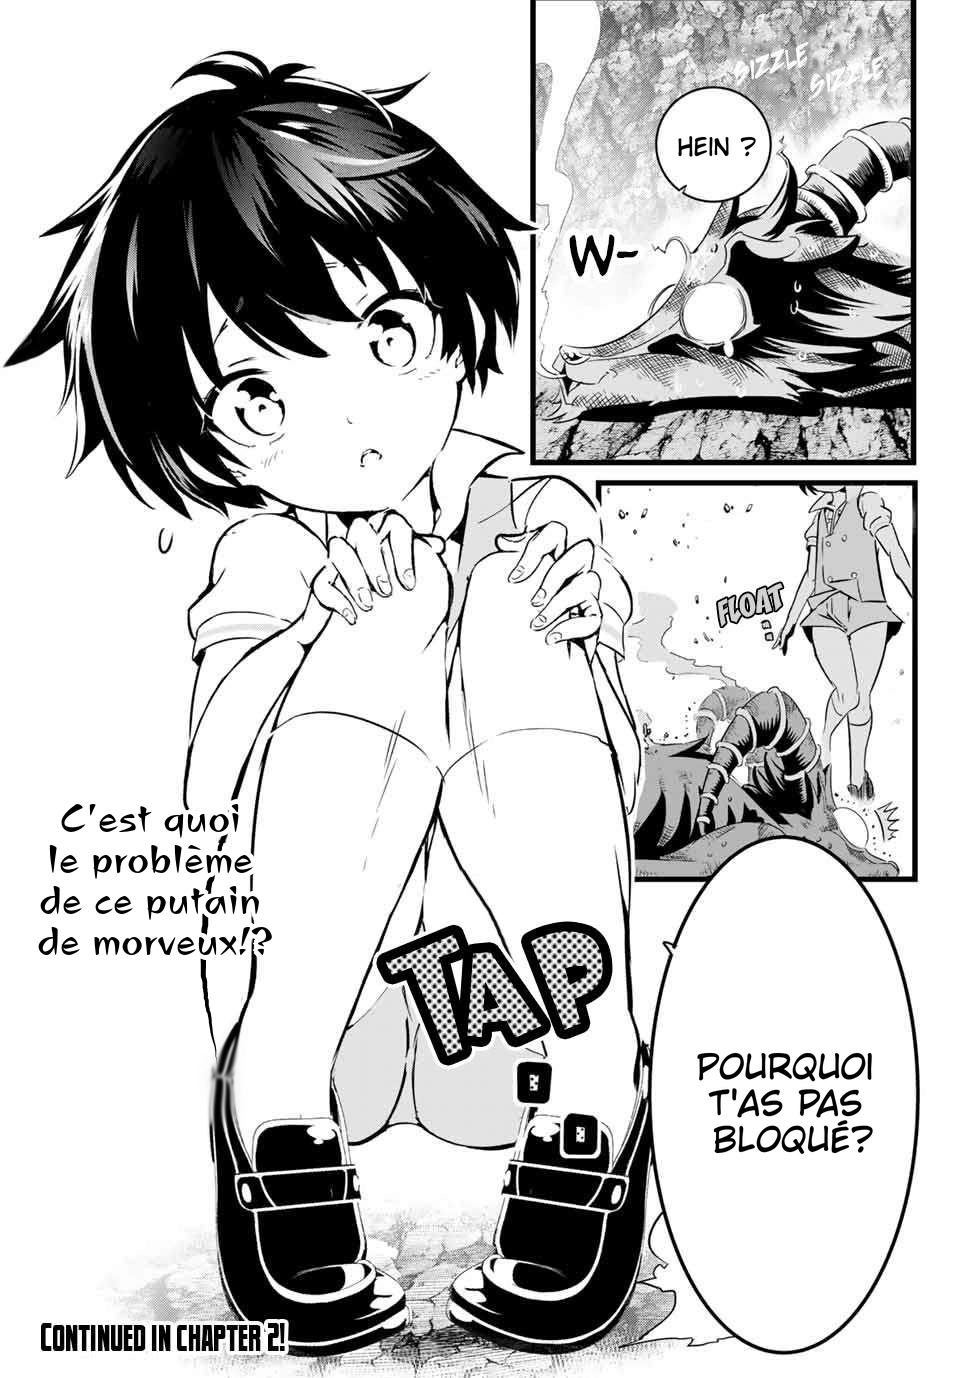 SIZZLE
SIZZLE
HEIN ?
W-
FLOAT
POURQUOI
T'AS PAS
BLOQUÉ?
C'est quoi
le problème
de ce putain
de morveux!?
TAP
CONTINUED IN CHAPTER 2!